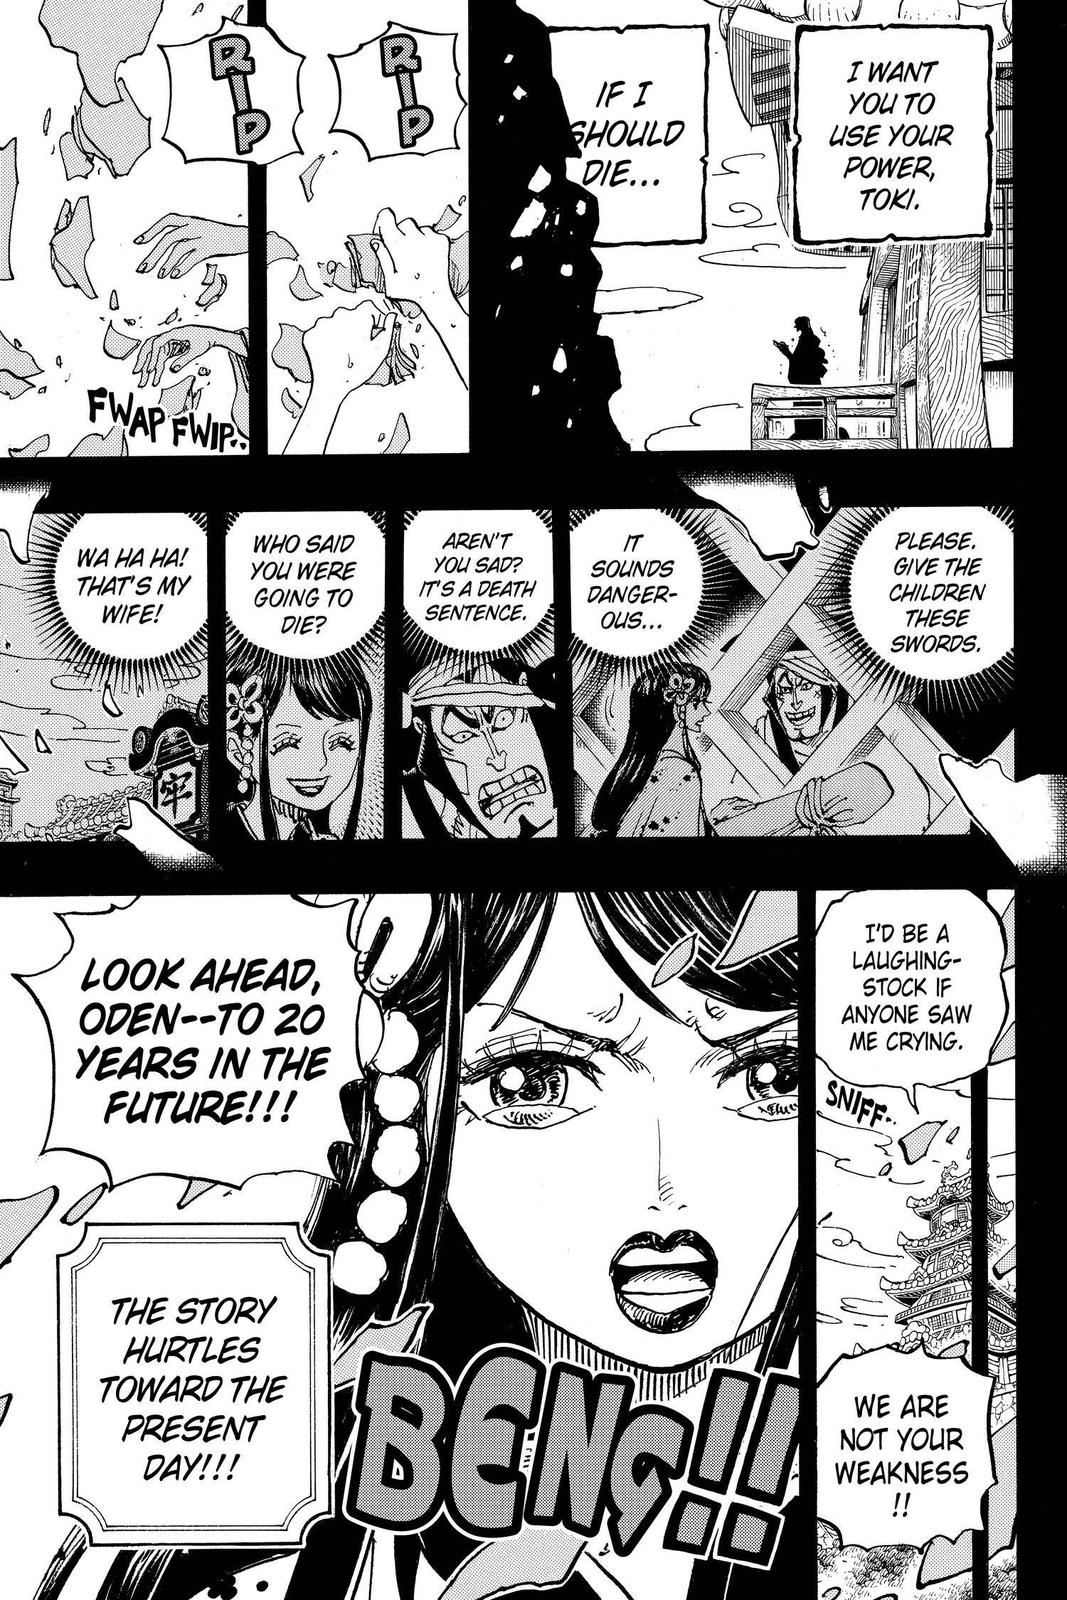 I WANT
YOU TO
USE YOUR
POWER,
TOKI.
IF I
SHOULD
DIE...
RIP
RIP
FWAP FWIP..
PLEASE.
GIVE THE
CHILDREN
THESE
SWORDS.
IT
SOUNDS
DANGER-
OUS...
AREN'T
YOU SAD?
IT'S A DEATH
SENTENCE.
WHO SAID
YOU WERE
GOING TO
DIE?
WA HA HA!
THAT'S MY
WIFE!
牢
I'D BE A
LAUGHING-
STOCK IF
ANYONE SAW
ME CRYING.
SNIFF..
WE ARE
NOT YOUR
WEAKNESS
!!
LOOK AHEAD,
ODEN--TO 20
YEARS IN THE
FUTURE!!!
BENG!!
THE STORY
HURTLES
TOWARD THE
PRESENT
DAY!!!